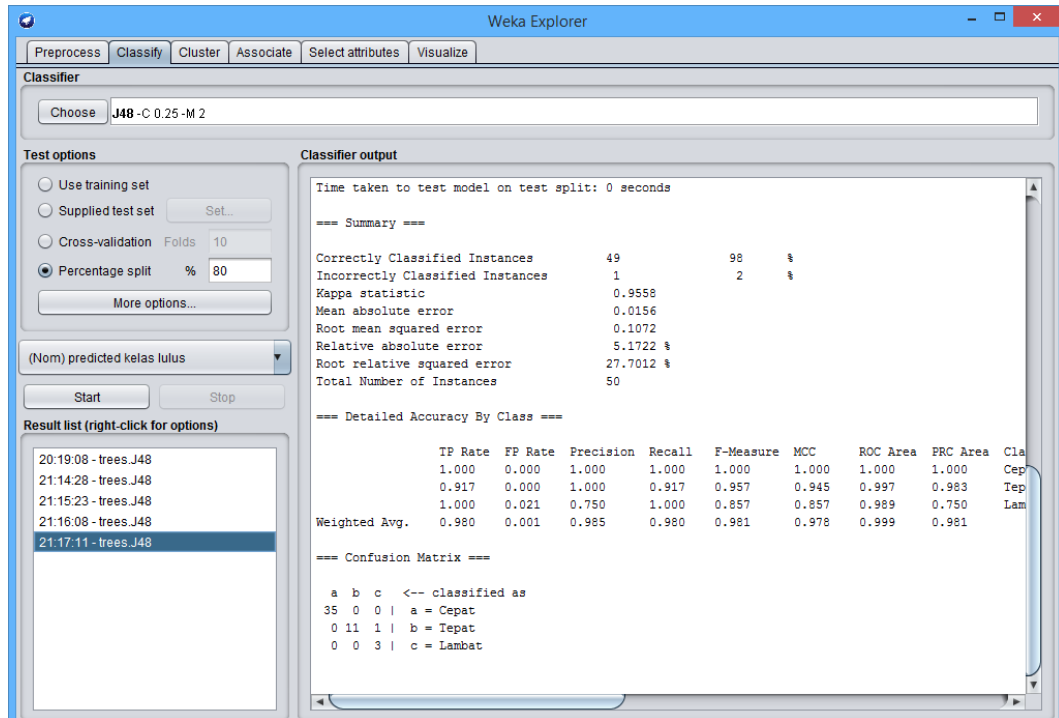 Weka Explorer
Preprocess Classify Cluster Associate Select attributes Visualize
Classifier
Choose J48 -C 0.25 -M 2
Test options
Use training set
Supplied test set Set...
Cross-validation Folds 10
Percentage split % 80
More options...
(Nom) predicted kelas lulus
Start Stop
Result list (right-click for options)
20:19:08 - trees.J48
21:14:28 - trees.J48
21:15:23 - trees.J48
21:16:08 - trees.J48
21:17:11 - trees.J48
Classifier output
Time taken to test model on test split: 0 seconds
=== Summary ===
Correctly Classified Instances 49 98 %
Incorrectly Classified Instances 1 2 %
Kappa statistic 0.9558
Mean absolute error 0.0156
Root mean squared error 0.1072
Relative absolute error 5.1722 %
Root relative squared error 27.7012 %
Total Number of Instances 50
=== Detailed Accuracy By Class ===
TP Rate FP Rate Precision Recall F-Measure MCC ROC Area PRC Area Cla
1.000 0.000 1.000 1.000 1.000 1.000 1.000 1.000 Cep
0.917 0.000 1.000 0.917 0.957 0.945 0.997 0.983 Tep
1.000 0.021 0.750 1.000 0.857 0.857 0.989 0.750 Lam
Weighted Avg. 0.980 0.001 0.985 0.980 0.981 0.978 0.999 0.981
=== Confusion Matrix ===
a b c <-- classified as
35 0 0 | a = Cepat
0 11 1 | b = Tepat
0 0 3 | c = Lambat